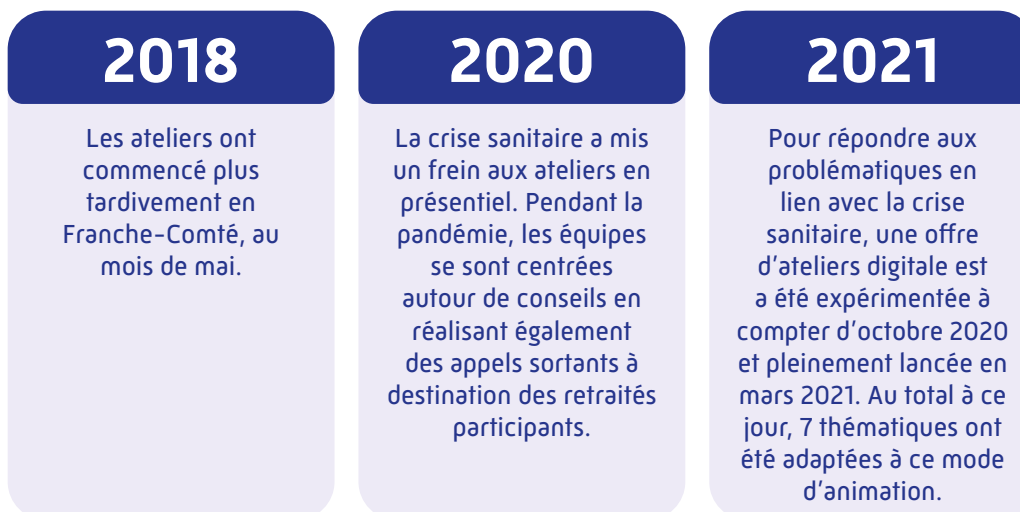 2018
Les ateliers ont
commencé plus
tardivement en
Franche-Comté, au
mois de mai.
2020
La crise sanitaire a mis
un frein aux ateliers en
présentiel. Pendant la
pandémie, les équipes
se sont centrées
autour de conseils en
réalisant également
des appels sortants à
destination des retraités
participants.
2021
Pour répondre aux
problématiques en
lien avec la crise
sanitaire, une offre
d'ateliers digitale est
a été expérimentée à
compter d'octobre 2020
et pleinement lancée en
mars 2021. Au total à ce
jour, 7 thématiques ont
été adaptées à ce mode
d'animation.